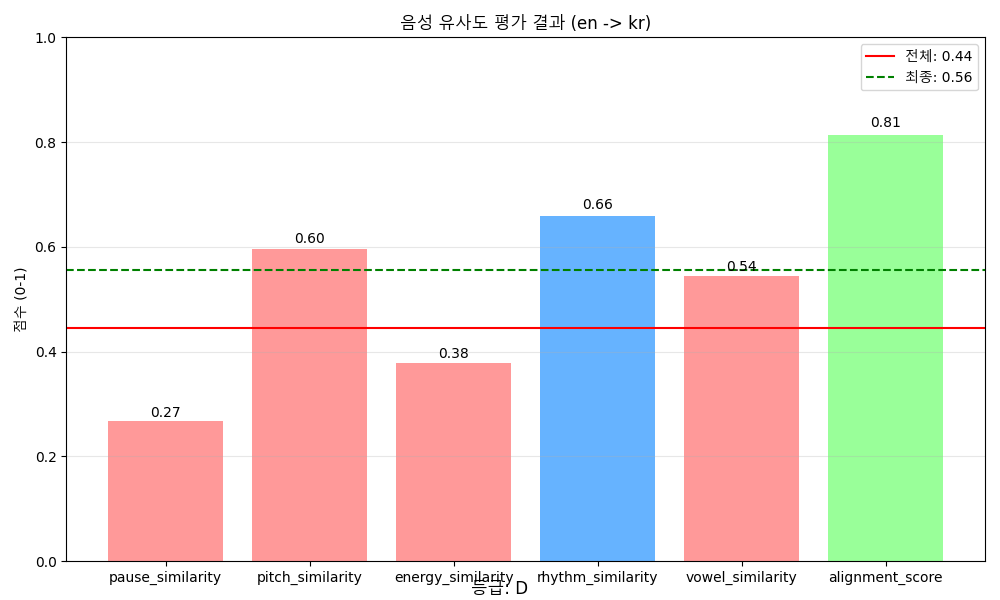 음성 유사도 평가 결과 (en -> kr)
전체: 0.44
최종: 0.56
점수 (0-1)
1.0
0.8
0.6
0.4
0.2
0.0
0.27
0.60
0.38
0.66
0.54
0.81
pause_similarity
pitch_similarity
energy_similarity
rhythm_similarity
vowel_similarity
alignment_score
등급: D